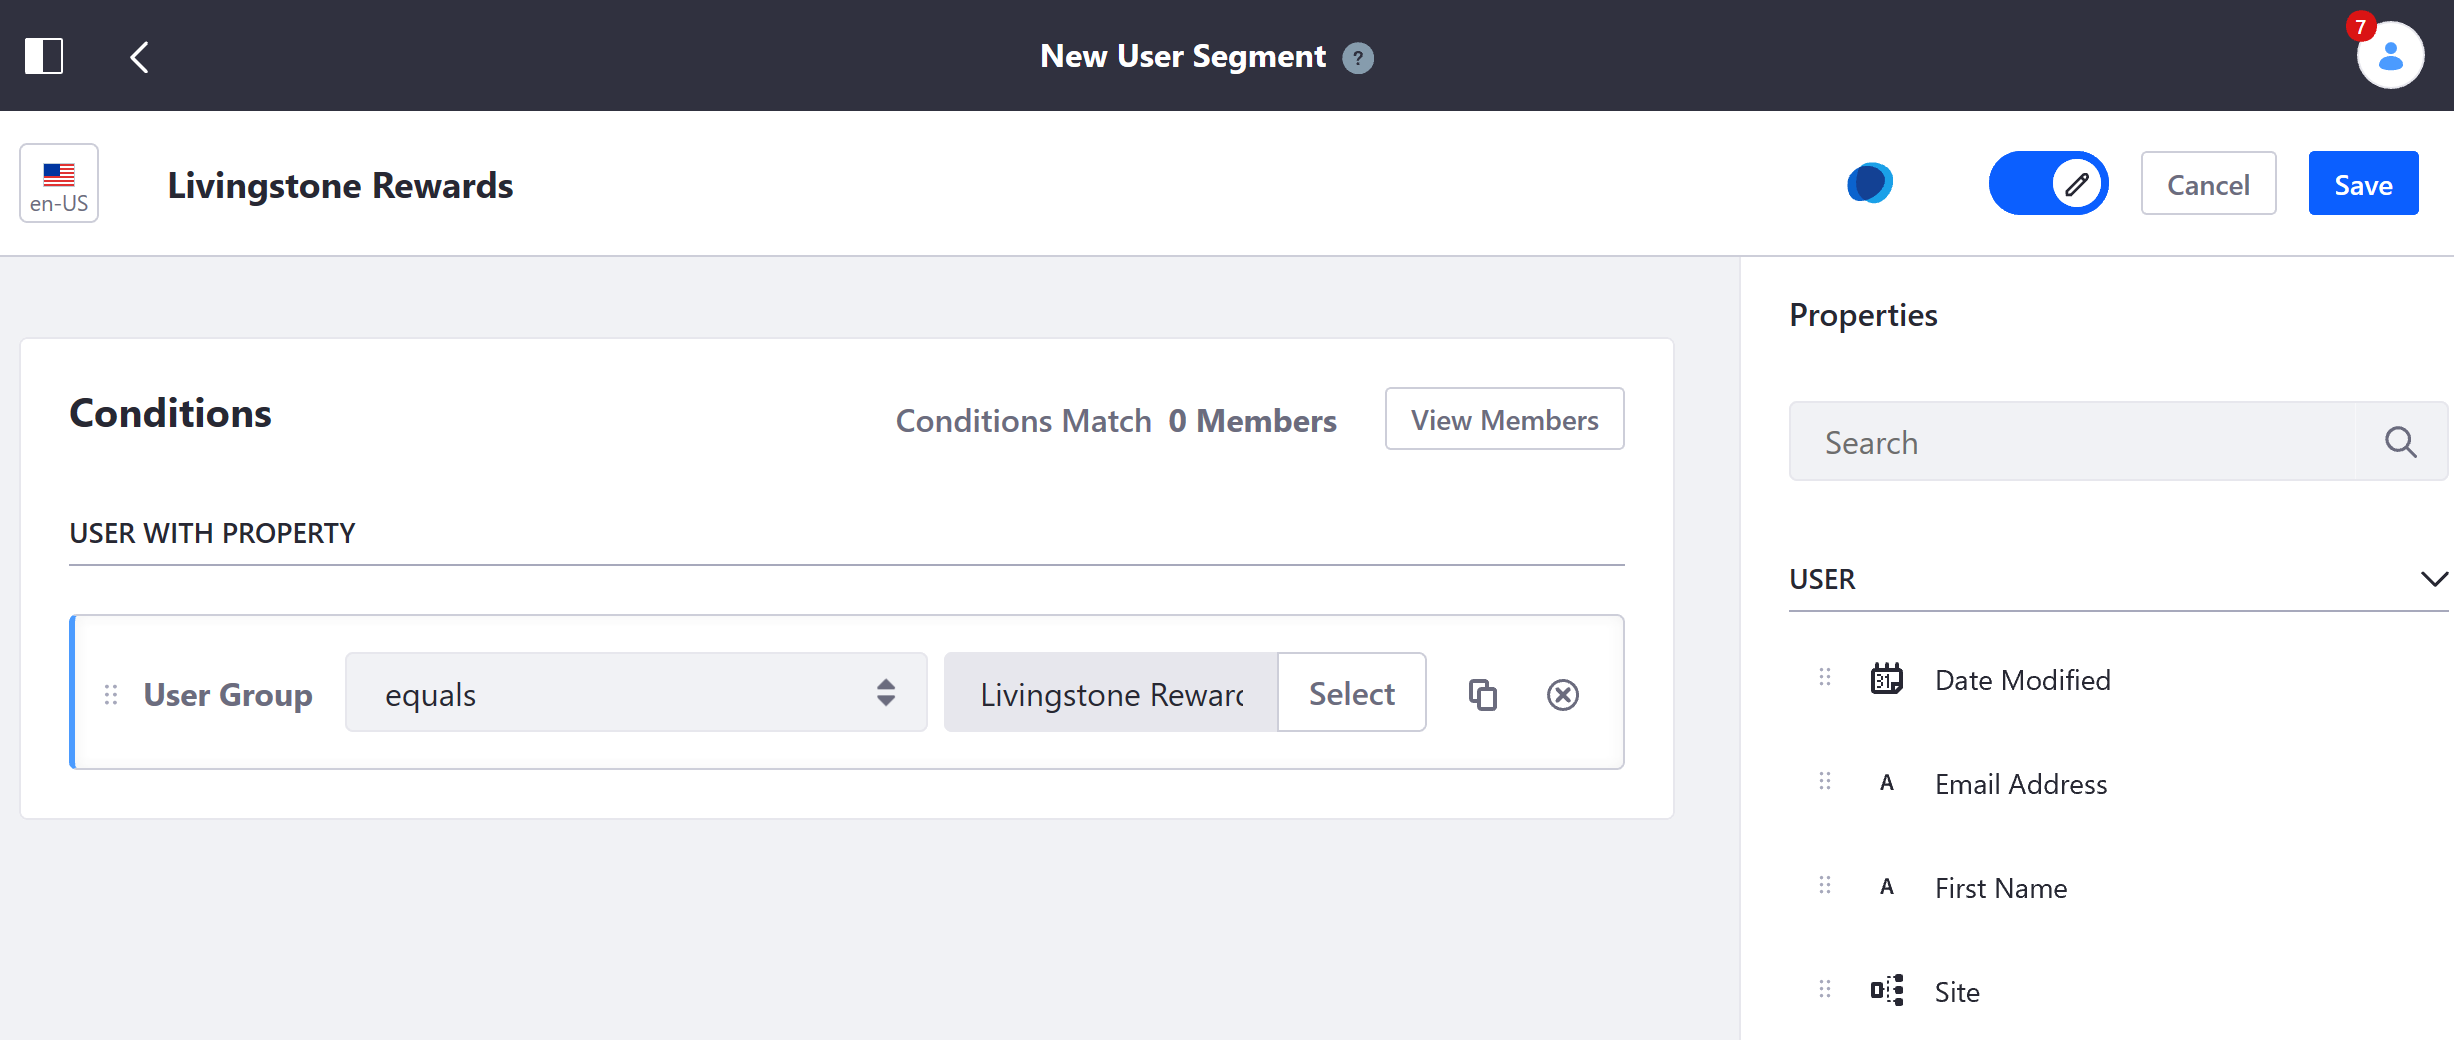 New User Segment ?
7
en-US
Livingstone Rewards
Cancel
Save
Conditions
Conditions Match 0 Members
View Members
USER WITH PROPERTY
User Group
equals
Livingstone Reward
Select
Properties
Search
USER
31
Date Modified
A Email Address
A First Name
Site